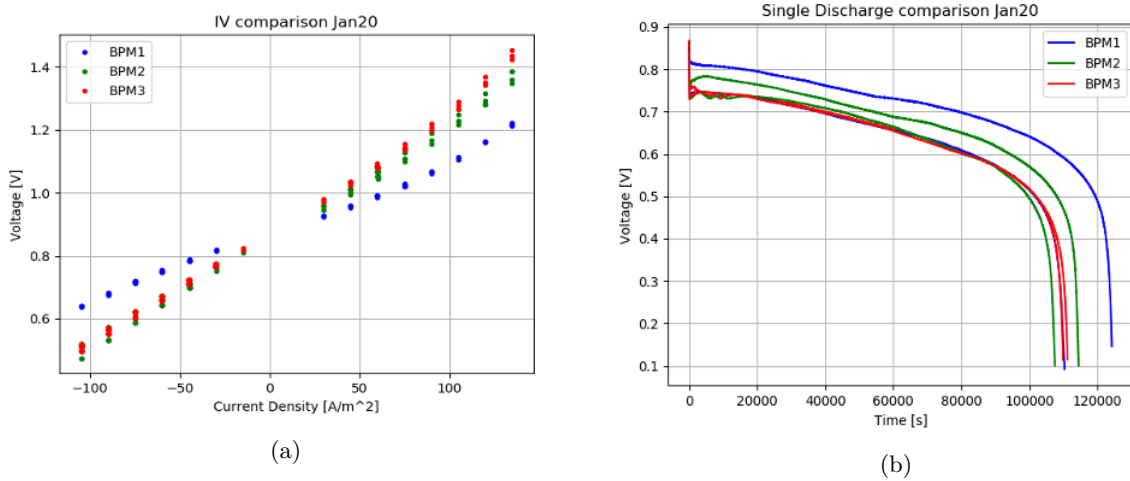 IV comparison Jan20
BPM1
BPM2
BPM3
Voltage [V]
1.4
1.2
1.0
0.8
0.6
−100
−50
0
50
100
Current Density [A/m^2]
(a)
Single Discharge comparison Jan20
BPM1
BPM2
BPM3
Voltage [V]
0.9
0.8
0.7
0.6
0.5
0.4
0.3
0.2
0.1
0
20000
40000
60000
80000
100000
120000
Time [s]
(b)